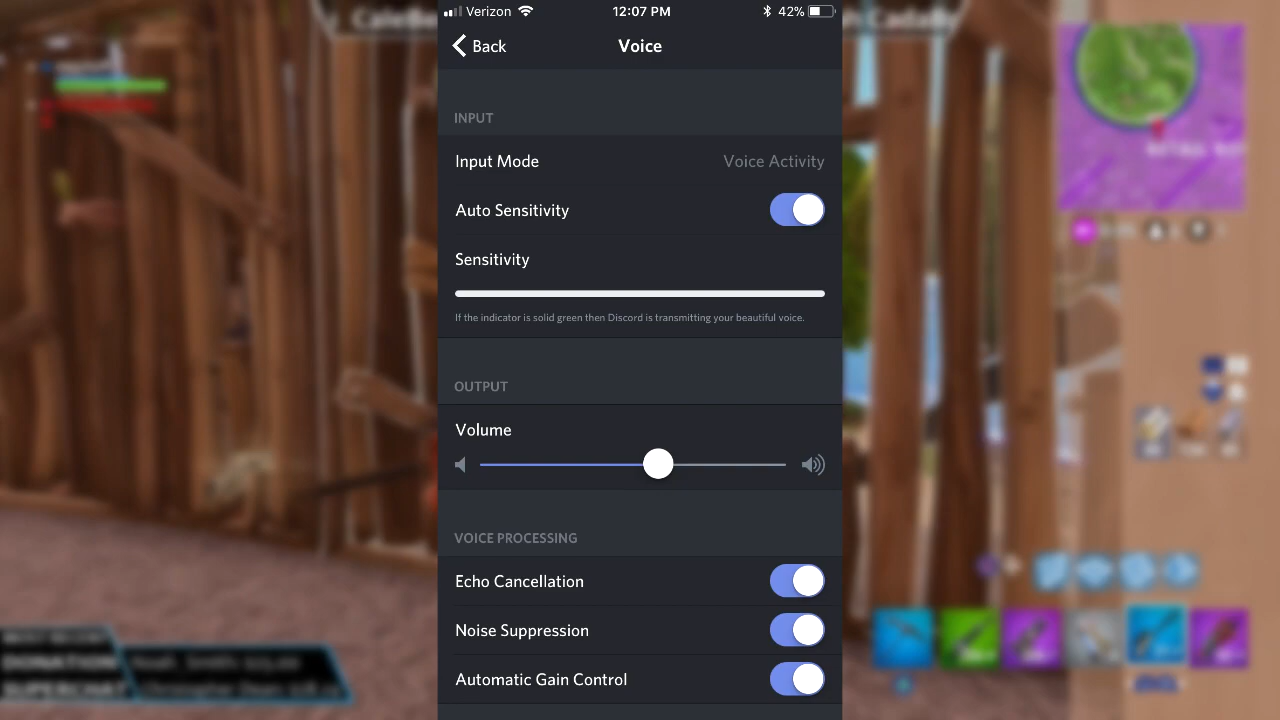 Verizon 12:07 PM 42%
Back Voice
INPUT
Input Mode Voice Activity
Auto Sensitivity
Sensitivity
If the indicator is solid green then Discord is transmitting your beautiful voice.
OUTPUT
Volume
VOICE PROCESSING
Echo Cancellation
Noise Suppression
Automatic Gain Control
DONATION
SUPERCHAT